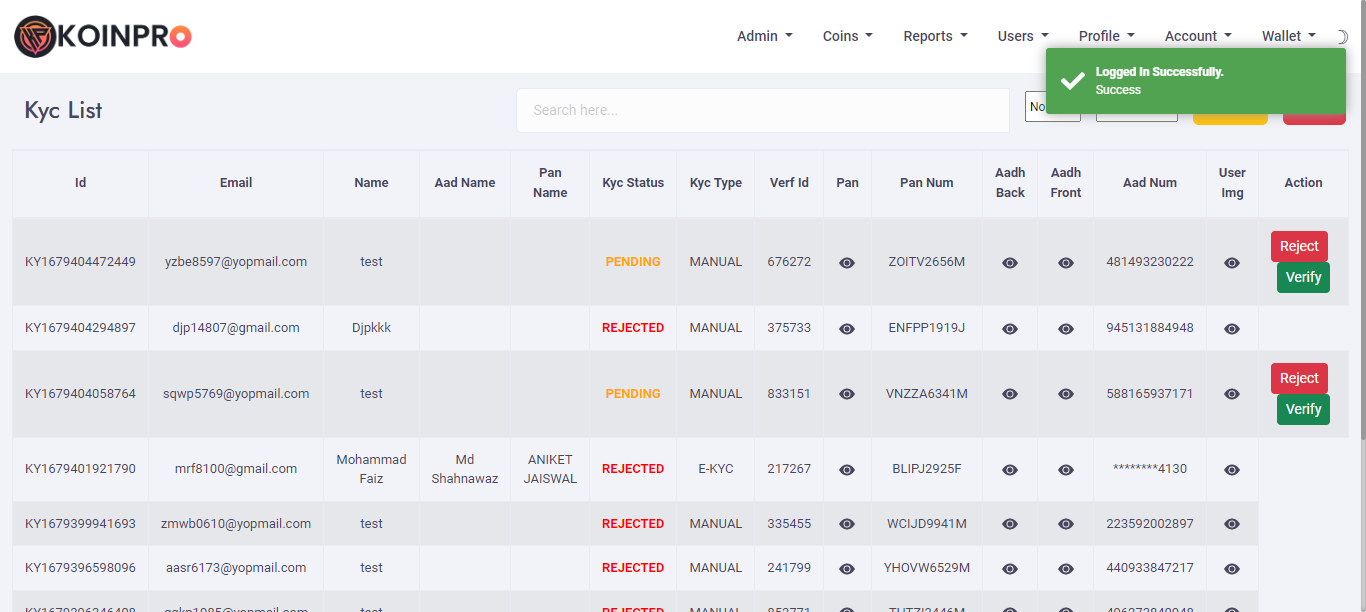 KOINPRO
Admin Coins Reports Users Profile Account Wallet
Logged In Successfully.
Success
Kyc List
Search here...
No
Id Email Name Aad Name Pan Name Kyc Status Kyc Type Verf Id Pan Pan Num Aadh Back Aadh Front Aad Num User Img Action
KY1679404472449 yzbe8597@yopmail.com test PENDING MANUAL 676272 ZOITV2656M 481493230222 Reject
Verify
KY1679404294897 djp14807@gmail.com Djpkkk REJECTED MANUAL 375733 ENFPP1919J 945131884948
KY1679404058764 sqwp5769@yopmail.com test PENDING MANUAL 833151 VNZZA6341M 588165937171 Reject
Verify
KY1679401921790 mrf8100@gmail.com Mohammad Faiz Md Shahnawaz ANIKET JAISWAL REJECTED E-KYC 217267 BLIPJ2925F ********4130
KY1679399941693 zmwb0610@yopmail.com test REJECTED MANUAL 335455 WCIJD9941M 223592002897
KY1679396598096 aasr6173@yopmail.com test REJECTED MANUAL 241799 YHOVW6529M 440933847217
test REJECTED MANUAL